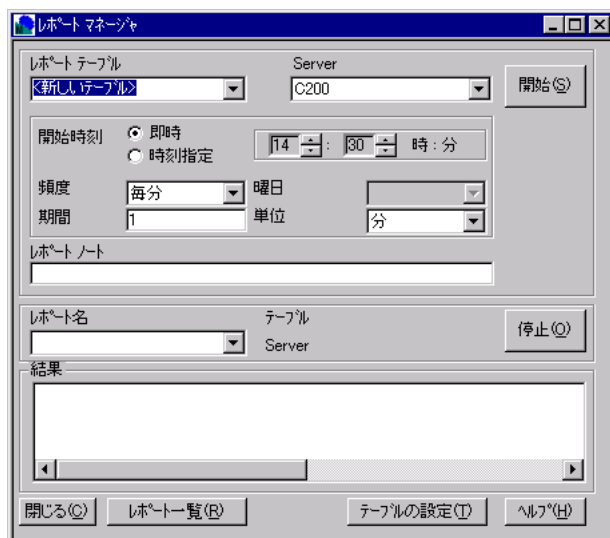 ﾚﾎﾟｰﾄ ﾏﾈｰｼﾞｬ
ﾚﾎﾟｰﾄ ﾃｰﾌﾞﾙ Server
<新しいﾃｰﾌﾞﾙ> C200 開始(S)
開始時刻 即時
時刻指定
14 : 30 時 : 分
頻度 毎分 曜日
期間 1 単位 分
ﾚﾎﾟｰﾄ ﾉｰﾄ
ﾚﾎﾟｰﾄ名 ﾃｰﾌﾞﾙ 停止(O)
Server
結果
閉じる(C) ﾚﾎﾟｰﾄ一覧(R) ﾃｰﾌﾞﾙの設定(T) ﾍﾙﾌﾟ(H)